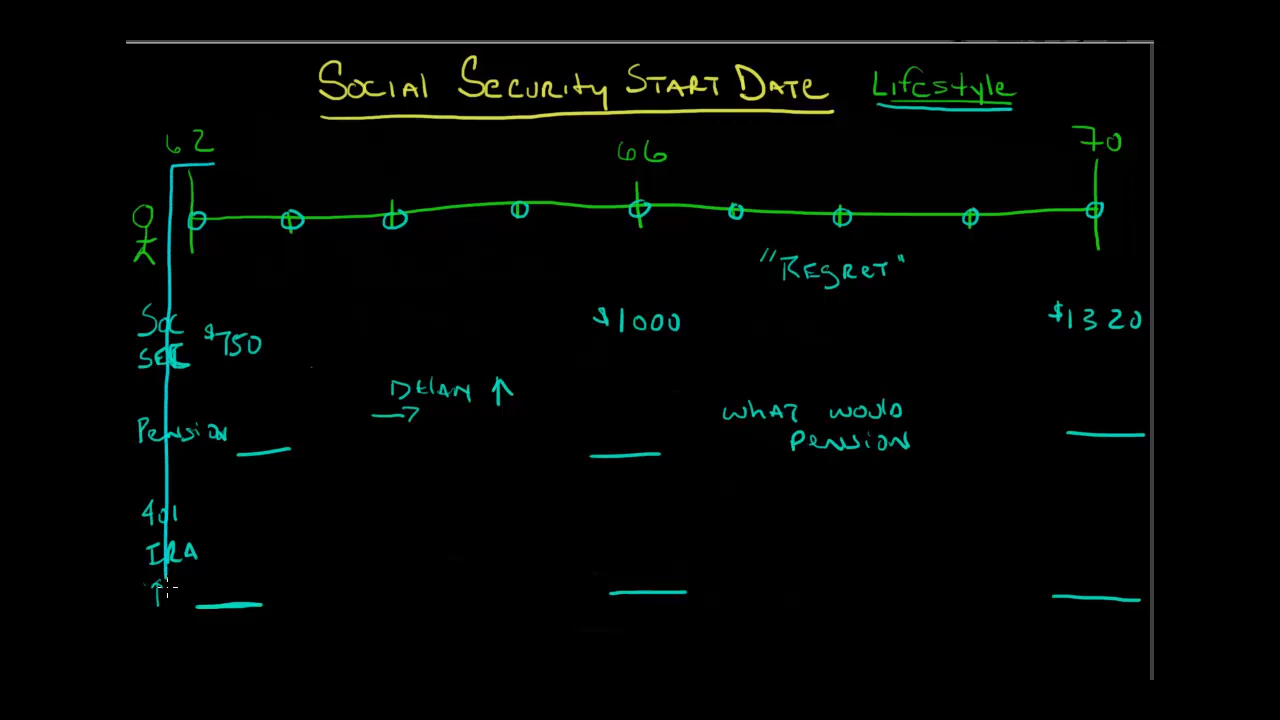 SOCIAL SECURITY START DATE Lifestyle
62 66 70
"REGRET"
SOC
SEC $750 $1000 $1320
DELAY ↑
→
WHAT WOULD
PENSION
PENSION
401
IRA
↑